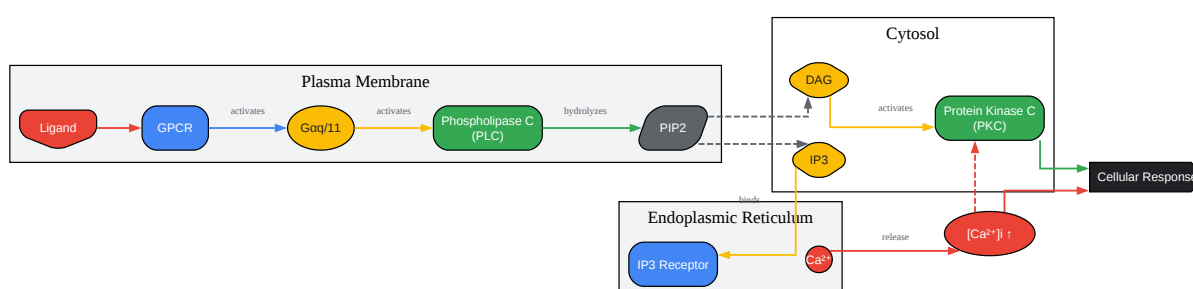 Plasma Membrane
Ligand
activates
GPCR
activates
Gαq/11
Phospholipase C
(PLC)
hydrolyzes
PIP2
Cytosol
DAG
activates
Protein Kinase C
(PKC)
IP3
Cellular Response
binds
Endoplasmic Reticulum
IP3 Receptor
Ca²⁺
release
[Ca²⁺]i ↑